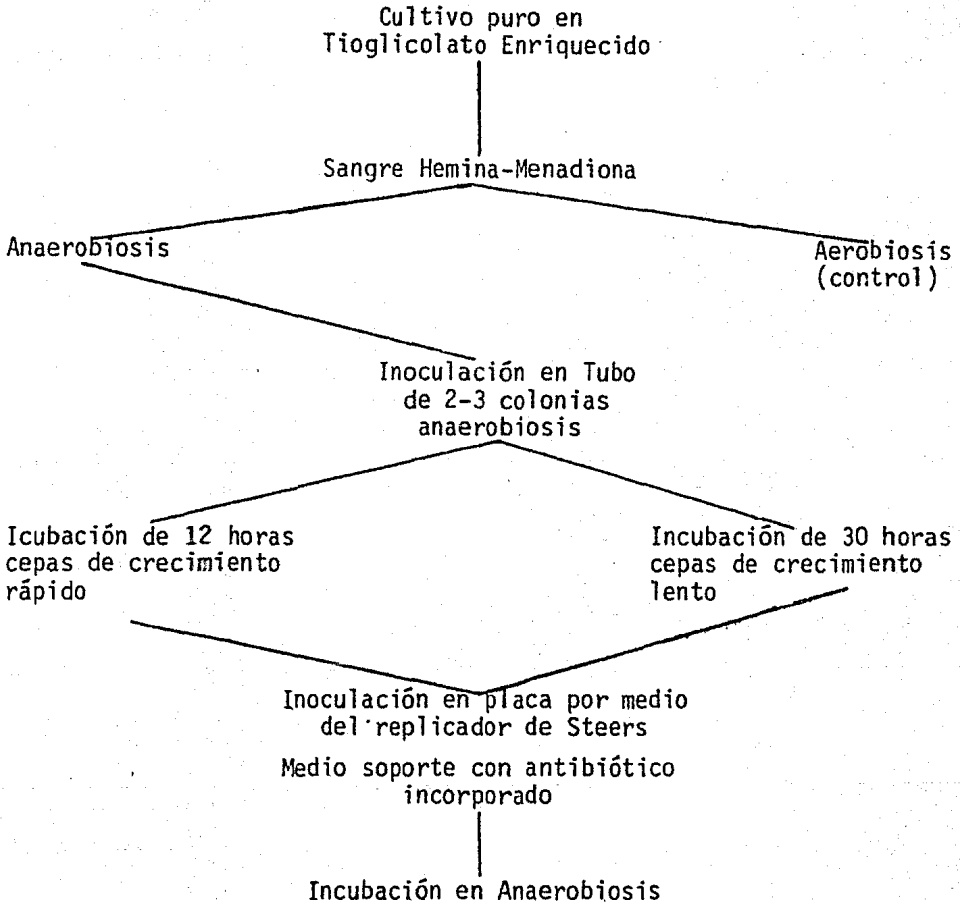 Cultivo puro en
Tioglicolato Enriquecido
Sangre Hemina-Menadiona
Anaerobiosis
Aerobiosis
(control)
Inoculación en Tubo
de 2-3 colonias
anaerobiosis
Icubación de 12 horas
cepas de crecimiento
rápido
Incubación de 30 horas
cepas de crecimiento
lento
Inoculación en placa por medio
del replicador de Steers
Medio soporte con antibiótico
incorporado
Incubación en Anaerobiosis